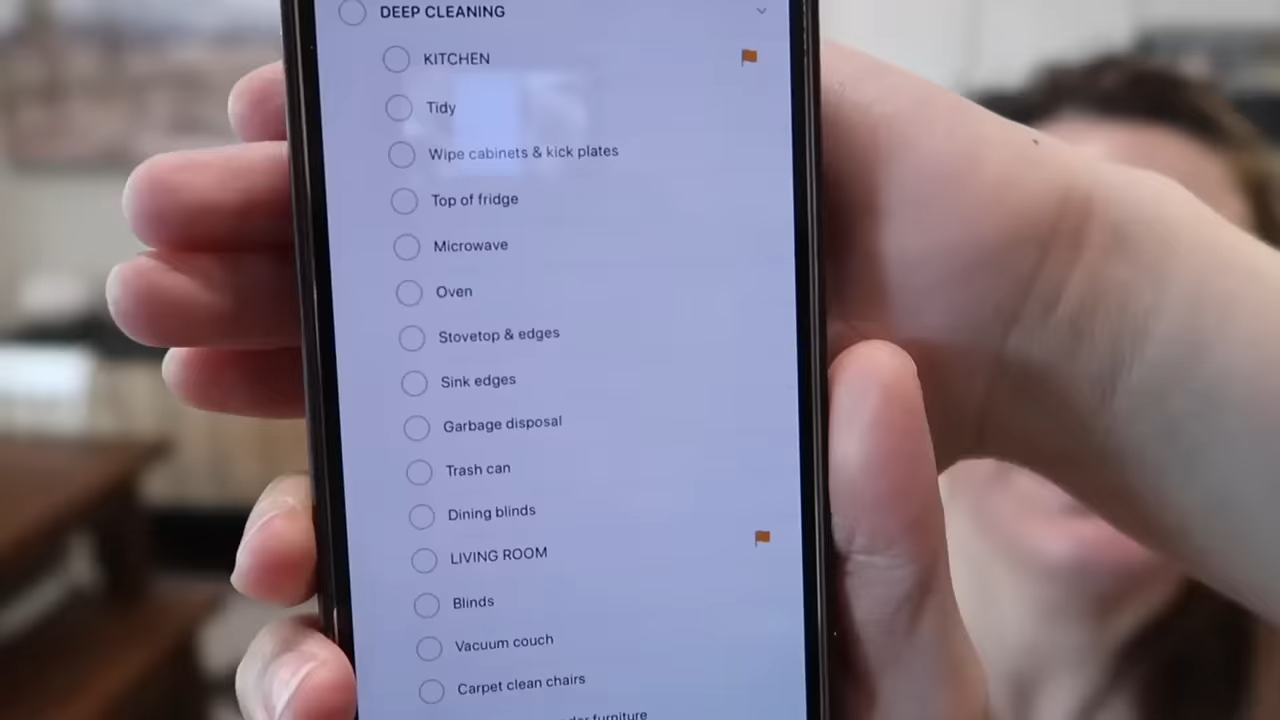 DEEP CLEANING
KITCHEN
Tidy
Wipe cabinets & kick plates
Top of fridge
Microwave
Oven
Stovetop & edges
Sink edges
Garbage disposal
Trash can
Dining blinds
LIVING ROOM
Blinds
Vacuum couch
Carpet clean chairs
furniture